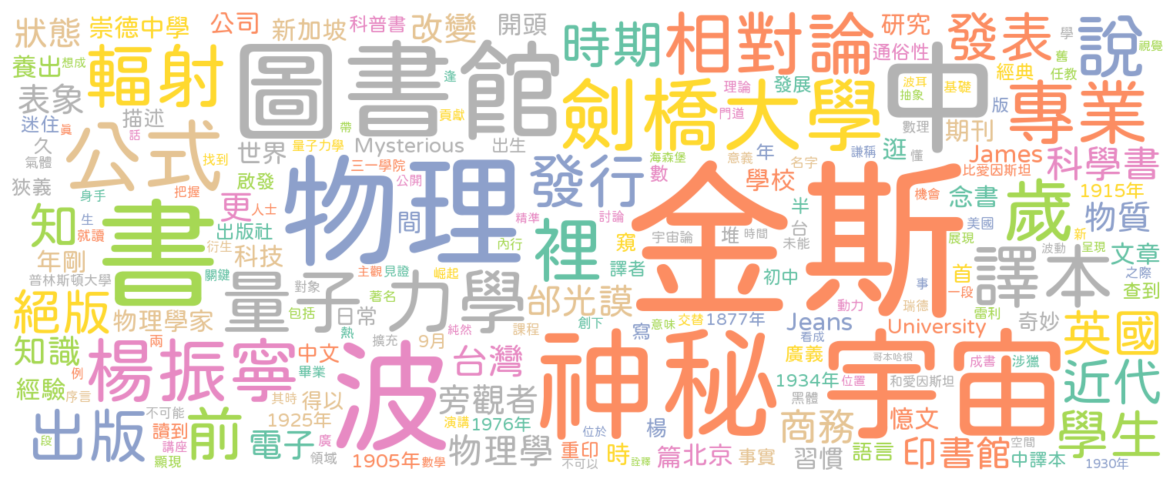 狀態 崇德中學 公司 新加坡 科普書 改變 開頭 時期 相對論 研究 發表 學 說
養出 想成 輻射 圖書館 逢 通俗性 中 舊 視覺
表象 描述 貢獻 劍橋大學 理論 發展 波耳 抽象 經典 基礎 任教 版 專業
迷住 眞 話 公式 帶 量子力學 門道 數理 期刊
久 氣體 找到 世界 Mysterious 出生 海森堡 意義 年 名字 謙稱 逛 懂 James 科學書
狹義 身手 把握 啟發 三一學院 公開 物理 發行 數 學校 金斯 機會 比愛因斯坦 1915年
知 生 人士 更 間 精準 討論 半 念書 歲 物質
書 就讀 出版社 內行 裡 宇宙論 堆 時間 台 未能 美國 展現 新 波動 呈現 文章
年剛 衍生 科技 主觀 見證 窺 譯者 首 之際
普林斯頓大學 關鍵 量子力學 崛起 初中 事 一段 譯本 查到
絕版 對象 日常 著名 邰光謨 動力 瑞德 雷利 奇妙
物理學家 包括 熱 擴充 9月 純然 課程 創下 意味 交替 1877年 Jeans University 英國
知識 兩 楊振寧 中文 波 台灣 寫 神秘 看成 廣義 哥本哈根 成書 涉獵 宇宙
經驗 例 序言 畢業 旁觀者 1934年 位置 和愛因斯坦 近代
出版 不可能 其時 得以 1925年 演講 1976年 位於 楊 黑體 憶文
前 讀到 廣 商務 學生
段 講座 電子 領域 物理學 重印 時 篇 北京 事實 習慣 語言 印書館 中譯本 空間
顯現 1905年 數學 不可以 詮釋 1930年